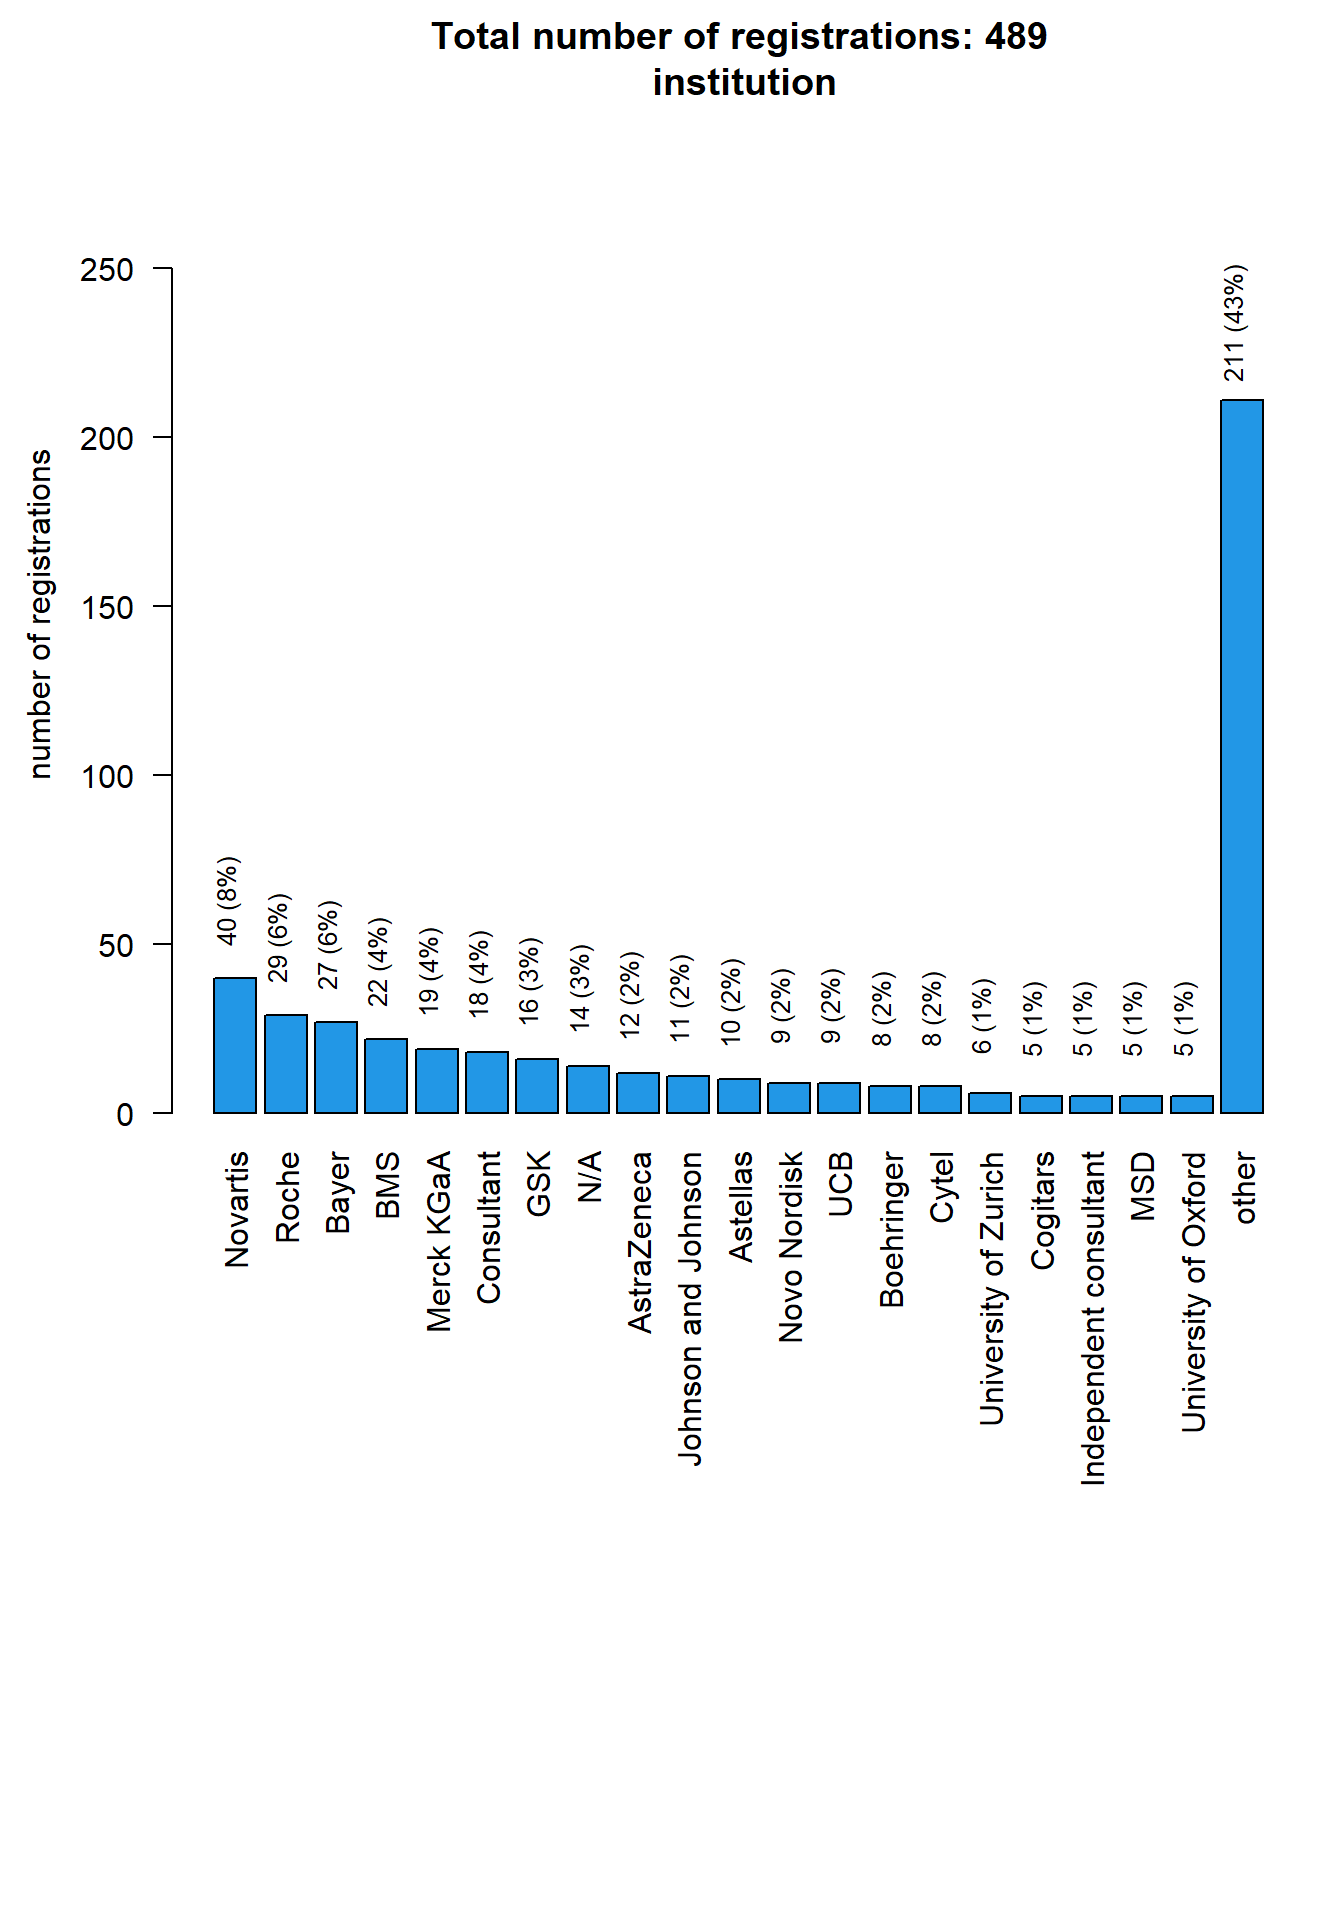 Total number of registrations: 489
institution
number of registrations
250
200
150
100
50
0
40 (8%)
29 (6%)
27 (6%)
22 (4%)
19 (4%)
18 (4%)
16 (3%)
14 (3%)
12 (2%)
11 (2%)
10 (2%)
9 (2%)
9 (2%)
8 (2%)
8 (2%)
6 (1%)
5 (1%)
5 (1%)
5 (1%)
5 (1%)
211 (43%)
Novartis
Roche
Bayer
BMS
Merck KGaA
Consultant
GSK
N/A
AstraZeneca
Johnson and Johnson
Astellas
Novo Nordisk
UCB
Boehringer
Cytel
University of Zurich
Cogitars
Independent consultant
MSD
University of Oxford
other